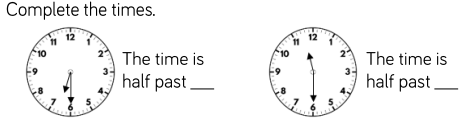 Complete the times.
12
11 1
10 2
9 3
8 4
7 5
6
The time is
half past ___
12
11 1
10 2
9 3
8 4
7 5
6
The time is
half past ___